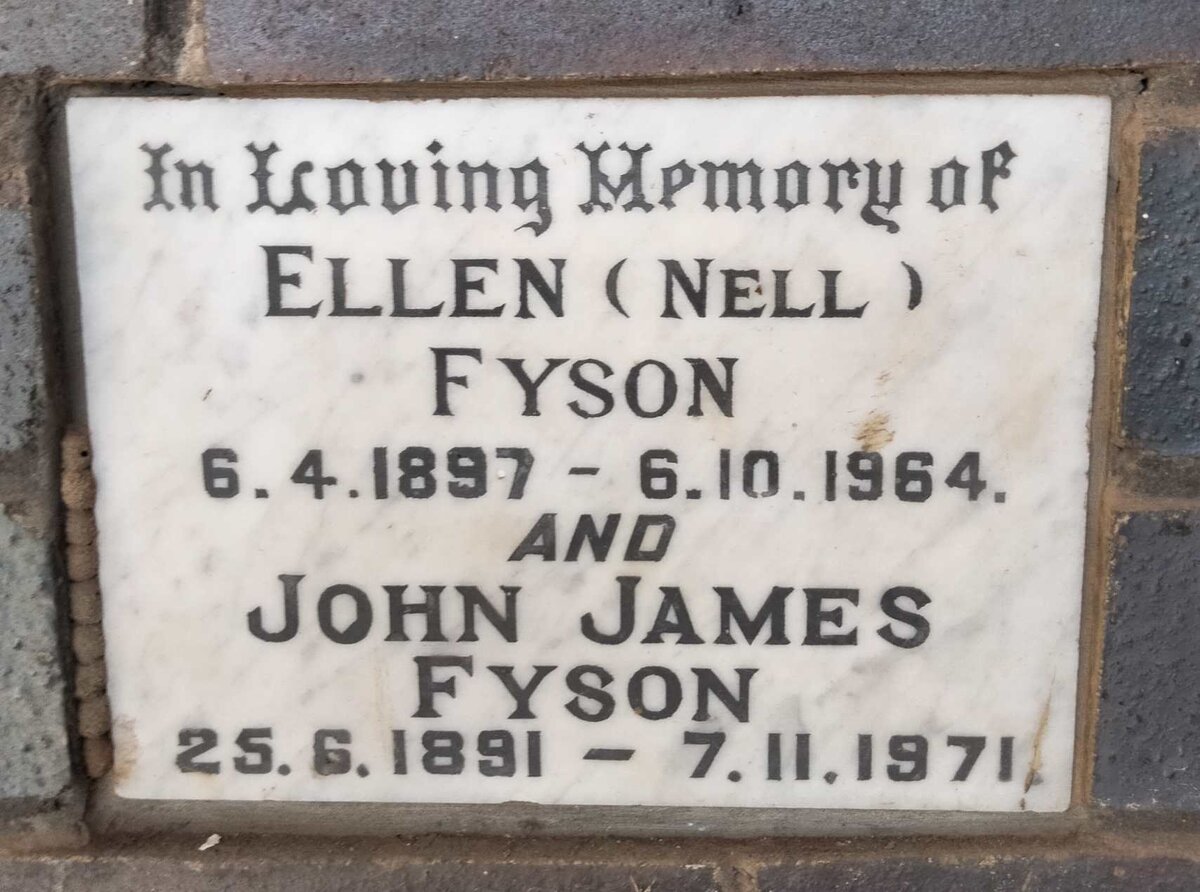 In Loving Memory of
ELLEN (NELL)
FYSON
6.4.1897 - 6.10.1964.
AND
JOHN JAMES
FYSON
25.6.1891 - 7.11.1971.